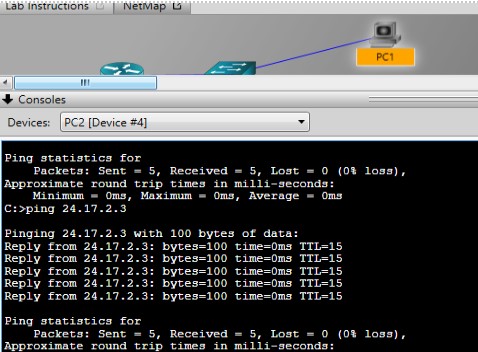 Lab Instructions
NetMap
PC1
Consoles
Devices: PC2 [Device #4]
Ping statistics for
Packets: Sent = 5, Received = 5, Lost = 0 (0% loss),
Approximate round trip times in milli-seconds:
Minimum = 0ms, Maximum = 0ms, Average = 0ms
C:>ping 24.17.2.3
Pinging 24.17.2.3 with 100 bytes of data:
Reply from 24.17.2.3: bytes=100 time=0ms TTL=15
Reply from 24.17.2.3: bytes=100 time=0ms TTL=15
Reply from 24.17.2.3: bytes=100 time=0ms TTL=15
Reply from 24.17.2.3: bytes=100 time=0ms TTL=15
Reply from 24.17.2.3: bytes=100 time=0ms TTL=15
Ping statistics for
Packets: Sent = 5, Received = 5, Lost = 0 (0% loss),
Approximate round trip times in milli-seconds: